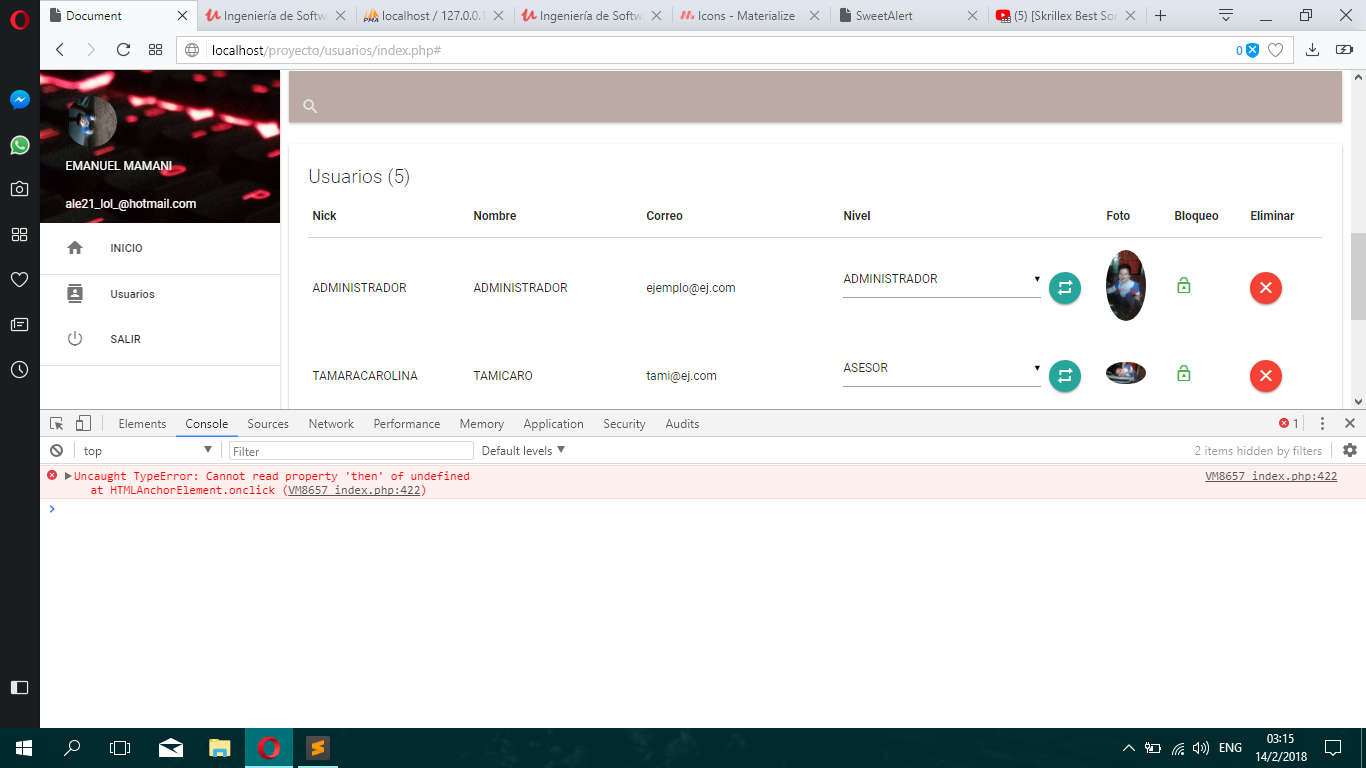 Document
Ingeniería de Softw
localhost / 127.0.0.1
Ingeniería de Softw
Icons - Materialize
SweetAlert
(5) [Skrillex Best Son
localhost/proyecto/usuarios/index.php#
0
EMANUEL MAMANI
ale21_lol_@hotmail.com
INICIO
Usuarios
SALIR
Usuarios (5)
Nick Nombre Correo Nivel Foto Bloqueo Eliminar
ADMINISTRADOR ADMINISTRADOR ejemplo@ej.com ADMINISTRADOR
TAMARACAROLINA TAMICARO tami@ej.com ASESOR
Elements Console Sources Network Performance Memory Application Security Audits 1
top Filter Default levels 2 items hidden by filters
Uncaught TypeError: Cannot read property 'then' of undefined VM8657 index.php:422
at HTMLAnchorElement.onclick (VM8657 index.php:422)
ENG
03:15
14/2/2018